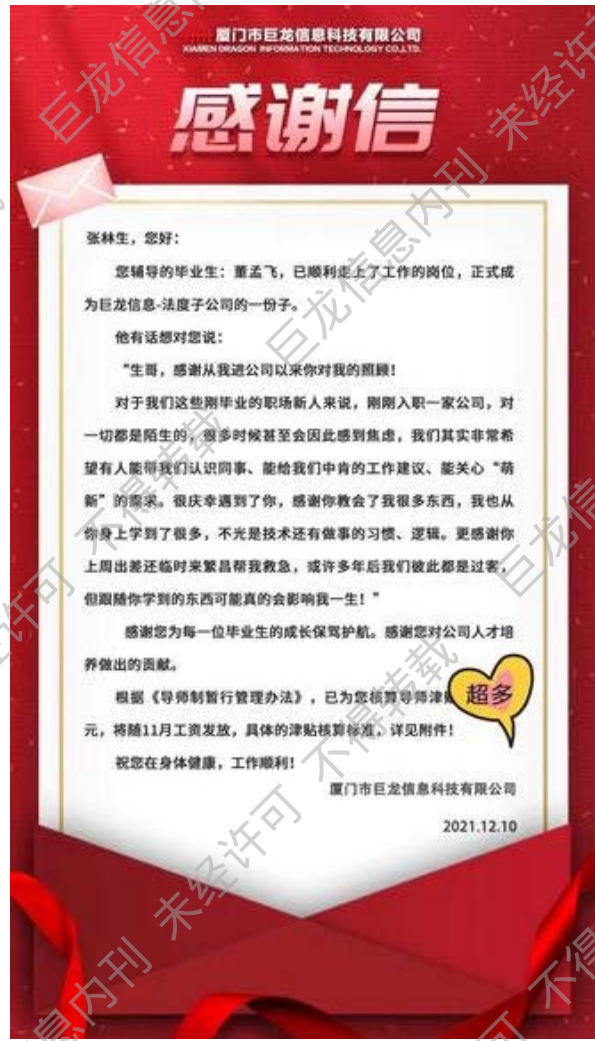 厦门市巨龙信息科技有限公司
XIAMEN DRAGON INFORMATION TECHNOLOGY CO.,LTD.
感谢信
张林生，您好：
您辅导的毕业生：董孟飞，已顺利走上了工作的岗位，正式成
为巨龙信息-法度子公司的一份子。
他有话想对您说：
“生哥，感谢从我进公司以来你对我的照顾！
对于我们这些刚毕业的职场新人来说，刚刚入职一家公司，对
一切都是陌生的，很多时候甚至会因此感到焦虑，我们其实非常希
望有人能带我们认识同事、能给我们中肯的工作建议、能关心“萌
新”的需求。很庆幸遇到了你，感谢你教会了我很多东西，我也从
你身上学到了很多，不光是技术还有做事的习惯、逻辑。更感谢你
上周出差还临时来繁昌帮我救急，或许多年后我们彼此都是过客，
但跟随你学到的东西可能真的会影响我一生！”
感谢您为每一位毕业生的成长保驾护航。感谢您对公司人才培
养做出的贡献。
根据《导师制暂行管理办法》，已为您核算导师津
超多
元，将随11月工资发放，具体的津贴核算标准，详见附件！
祝您在身体健康，工作顺利！
厦门市巨龙信息科技有限公司
2021.12.10
巨龙信息内刊 未经许可 不得转载